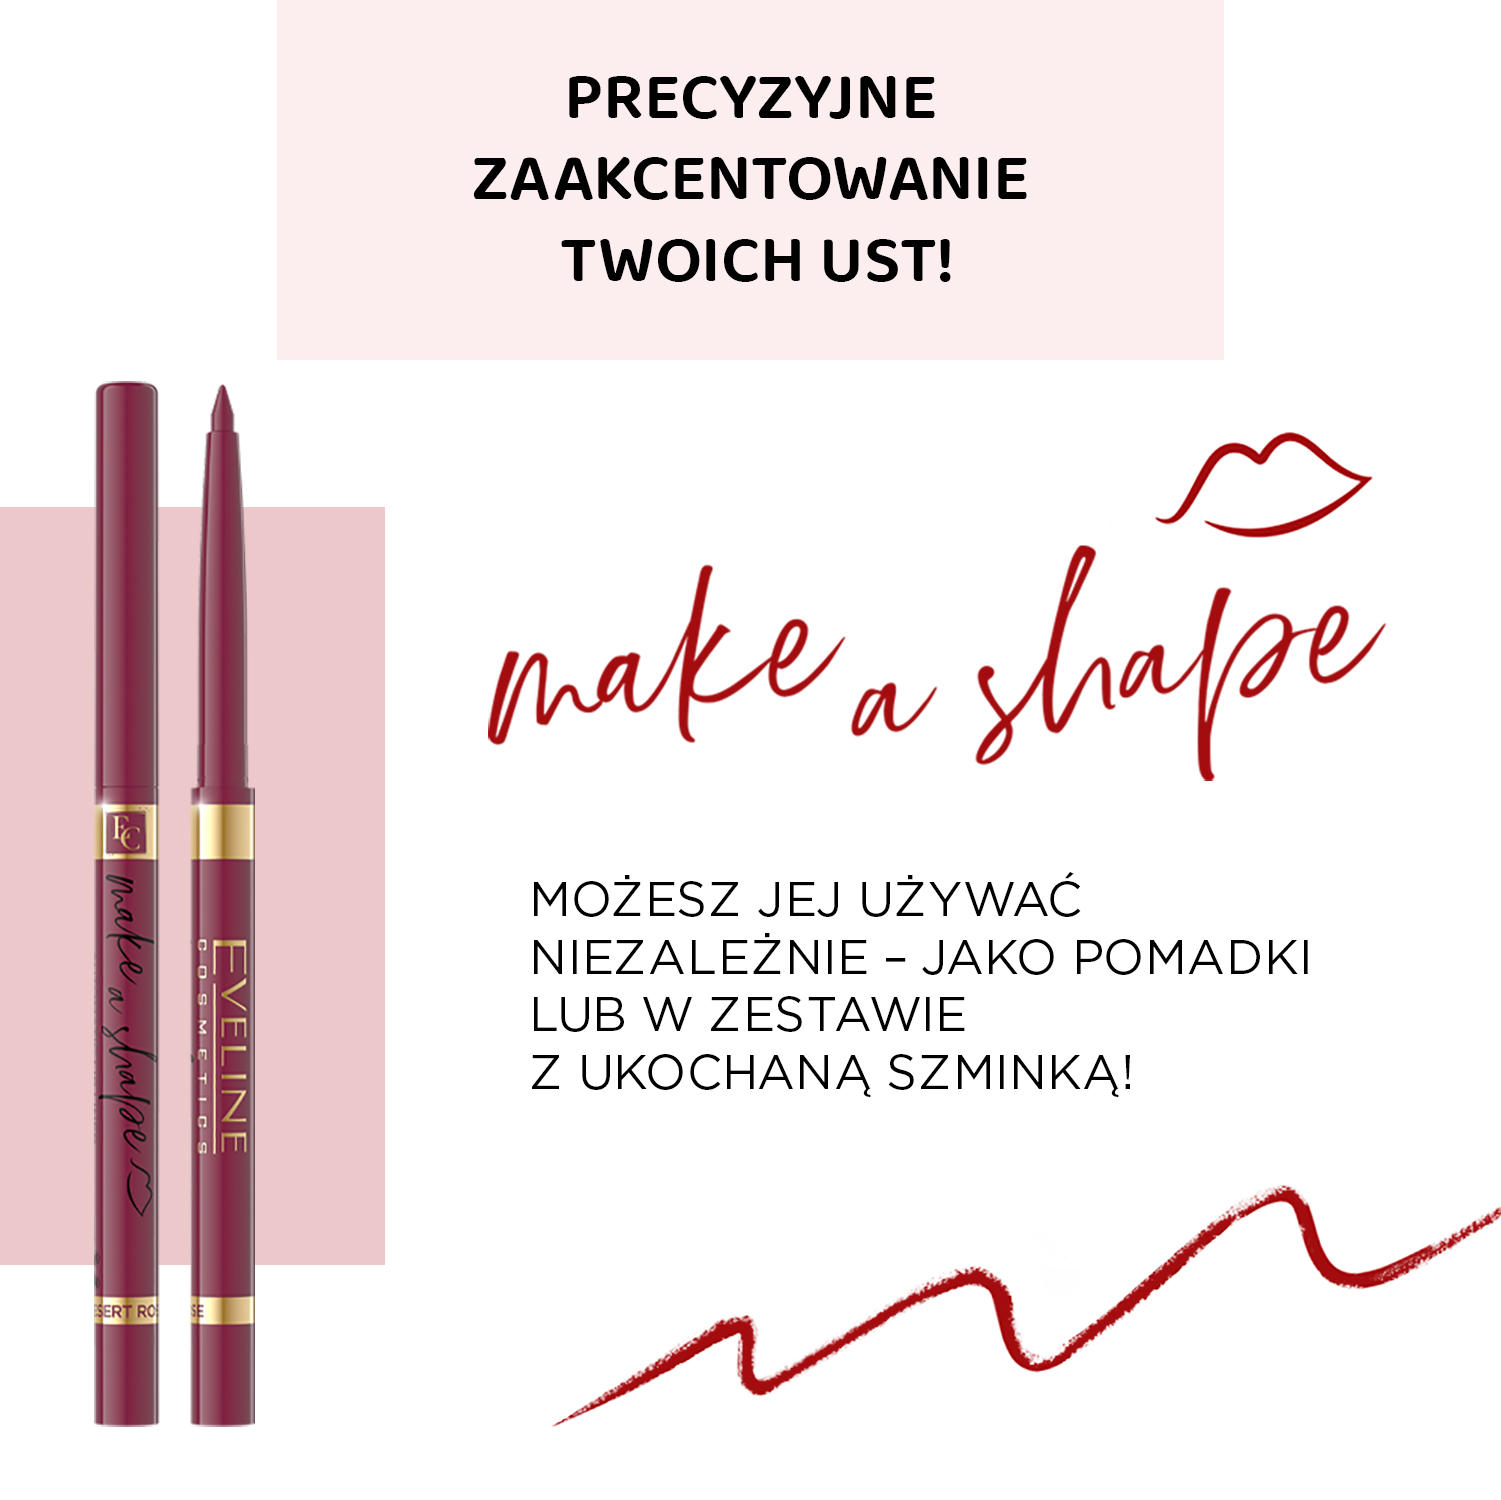 PRECYZYJNE
ZAAKCENTOWANIE
TWOICH UST!
make a shape
MOŻESZ JEJ UŻYWAĆ
NIEZALEŻNIE – JAKO POMADKI
LUB W ZESTAWIE
Z UKOCHANĄ SZMINKĄ!
EC
make a shape
EVELINE
COSMETICS